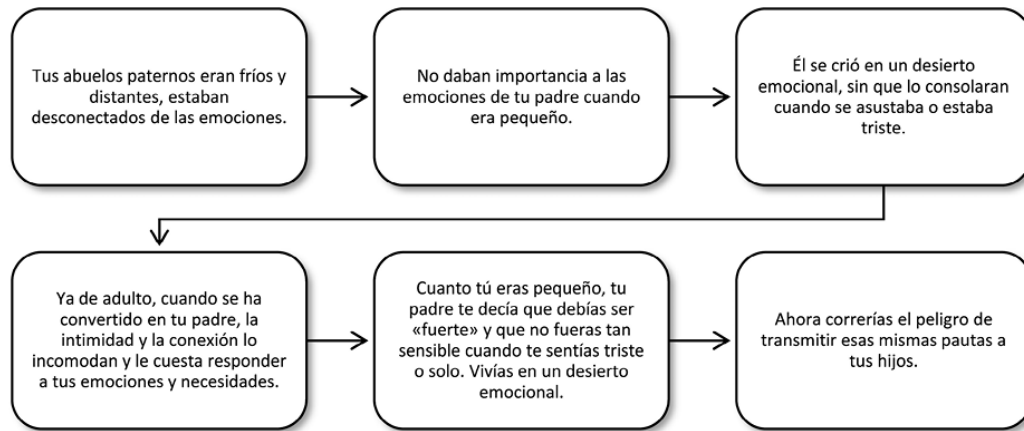 Tus abuelos paternos eran fríos y
distantes, estaban
desconectados de las emociones.
No daban importancia a las
emociones de tu padre cuando
era pequeño.
Él se crió en un desierto
emocional, sin que lo consolaran
cuando se asustaba o estaba
triste.
Ya de adulto, cuando se ha
convertido en tu padre, la
intimidad y la conexión lo
incomodan y le cuesta responder
a tus emociones y necesidades.
Cuanto tú eras pequeño, tu
padre te decía que debías ser
«fuerte» y que no fueras tan
sensible cuando te sentías triste
o solo. Vivías en un desierto
emocional.
Ahora correrías el peligro de
transmitir esas mismas pautas a
tus hijos.